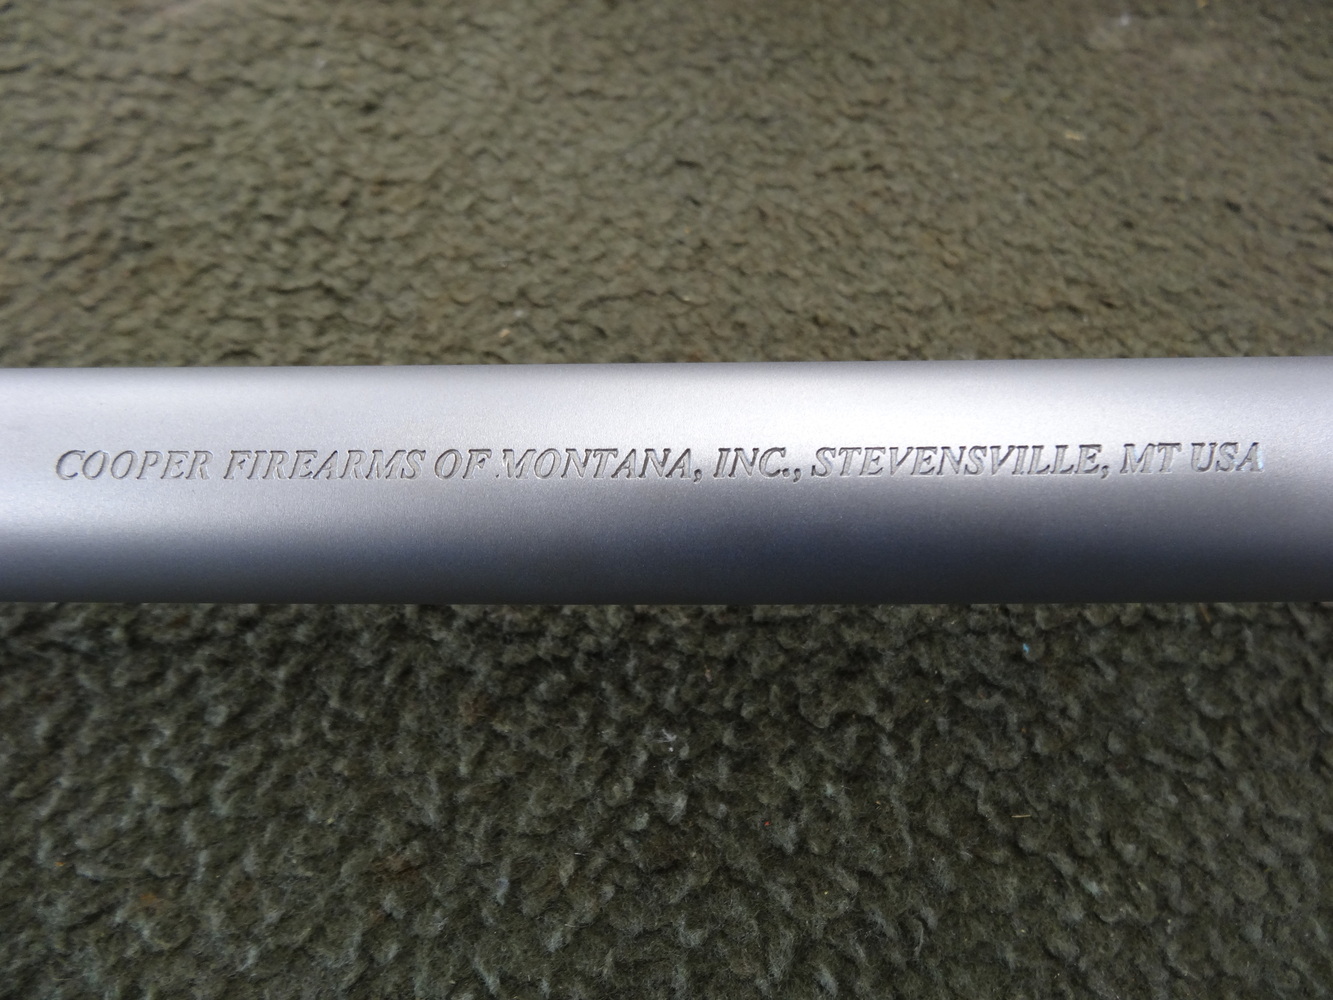 COOPER FIREARMS OF MONTANA, INC., STEVENSVILLE, MT USA